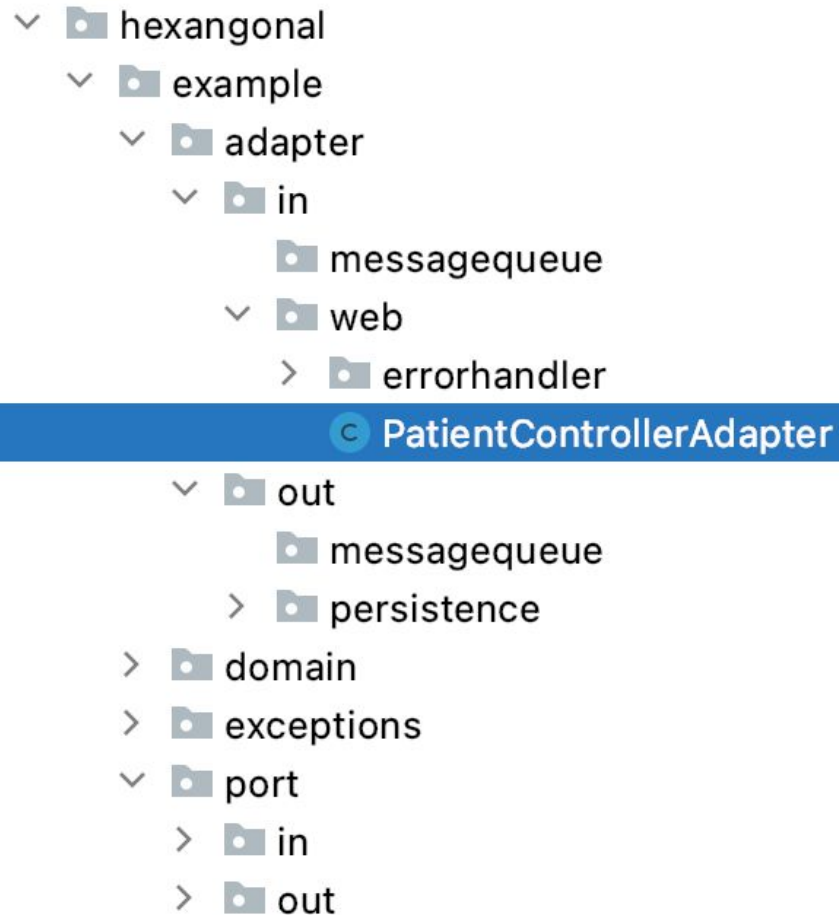 hexangonal
example
adapter
in
messagequeue
web
errorhandler
C PatientControllerAdapter
out
messagequeue
persistence
domain
exceptions
port
in
out